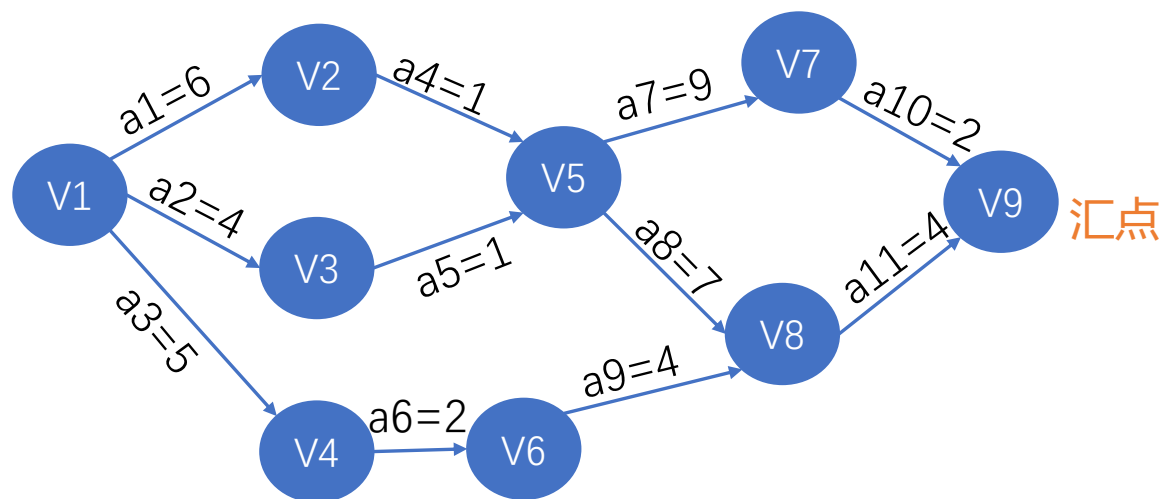 V1
V2
V3
V4
V5
V6
V7
V8
V9
汇点
a1=6
a2=4
a3=5
a4=1
a5=1
a6=2
a7=9
a8=7
a9=4
a10=2
a11=4